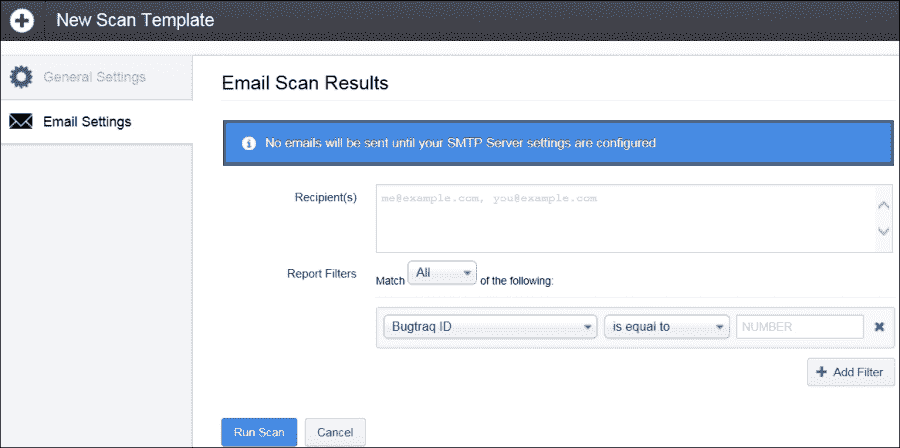 New Scan Template
General Settings
Email Settings
Email Scan Results
No emails will be sent until your SMTP Server settings are configured
Recipient(s)
me@example.com, you@example.com
Report Filters
Match All of the following:
Bugtraq ID is equal to NUMBER
Add Filter
Run Scan Cancel